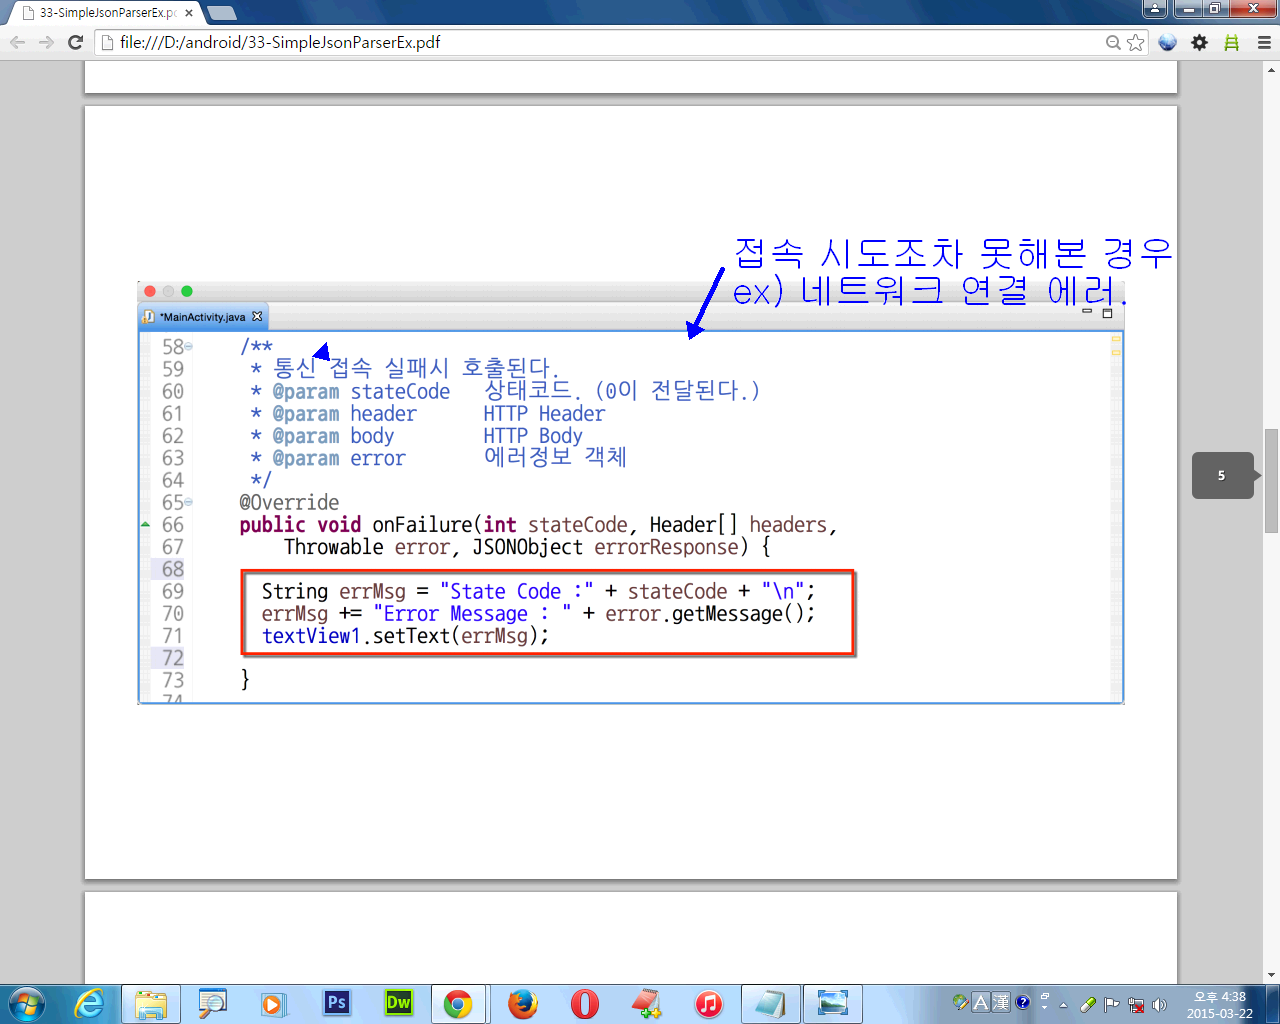 33-SimpleJsonParserEx.pd
file:///D:/android/33-SimpleJsonParserEx.pdf
접속 시도조차 못해본 경우
ex) 네트워크 연결 에러.
*MainActivity.java
58 /**
59 * 통신 접속 실패시 호출된다.
60 * @param stateCode 상태코드. (0이 전달된다.)
61 * @param header HTTP Header
62 * @param body HTTP Body
63 * @param error 에러정보 객체
64 */
65 @Override
66 public void onFailure(int stateCode, Header[] headers,
67 Throwable error, JSONObject errorResponse) {
68
69 String errMsg = "State Code :" + stateCode + "\n";
70 errMsg += "Error Message : " + error.getMessage();
71 textView1.setText(errMsg);
72
73 }
74
5
Ps
Dw
A 漢
오후 4:38
2015-03-22